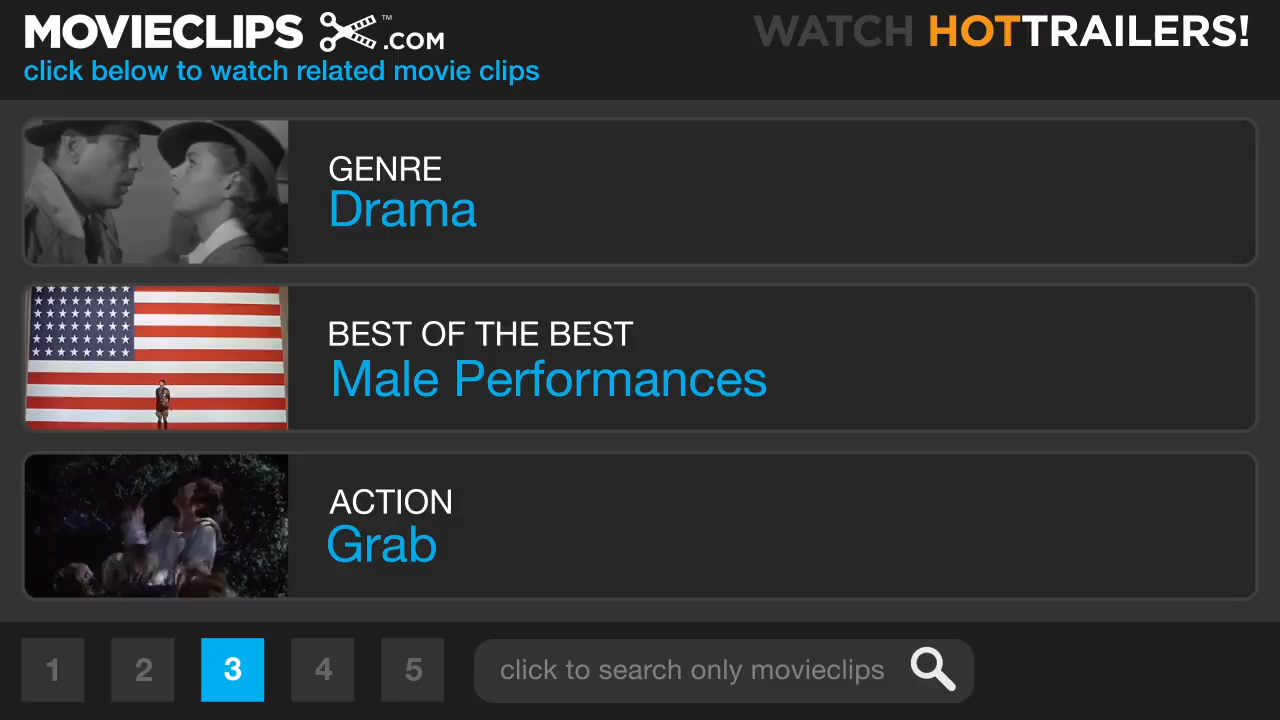 MOVIECLIPS ™ .COM
WATCH HOTTRAILERS!
click below to watch related movie clips
GENRE
Drama
BEST OF THE BEST
Male Performances
ACTION
Grab
1 2 3 4 5
click to search only movieclips